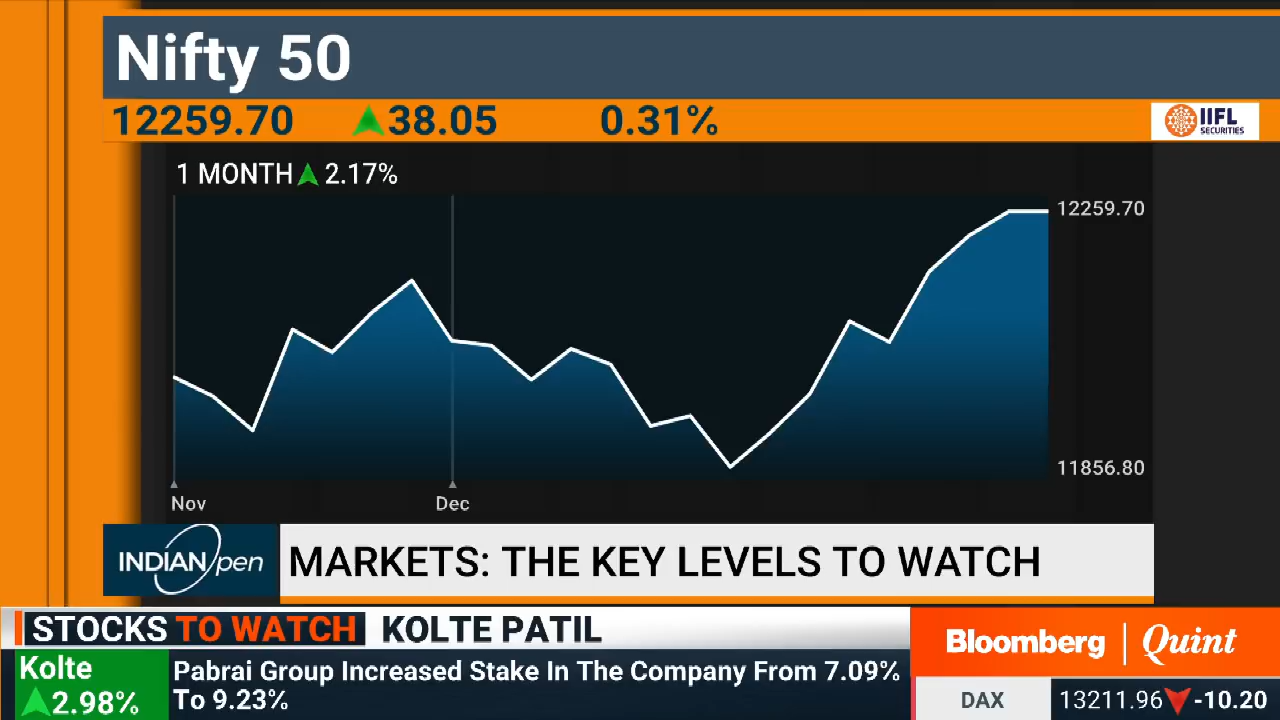 Nifty 50
12259.70 38.05 0.31%
IIFL
SECURITIES
1 MONTH 2.17%
12259.70
11856.80
Nov Dec
INDIAN pen
MARKETS: THE KEY LEVELS TO WATCH
STOCKS TO WATCH KOLTE PATIL
Kolte
2.98%
Pabrai Group Increased Stake In The Company From 7.09%
To 9.23%
Bloomberg | Quint
DAX 13211.96 -10.20